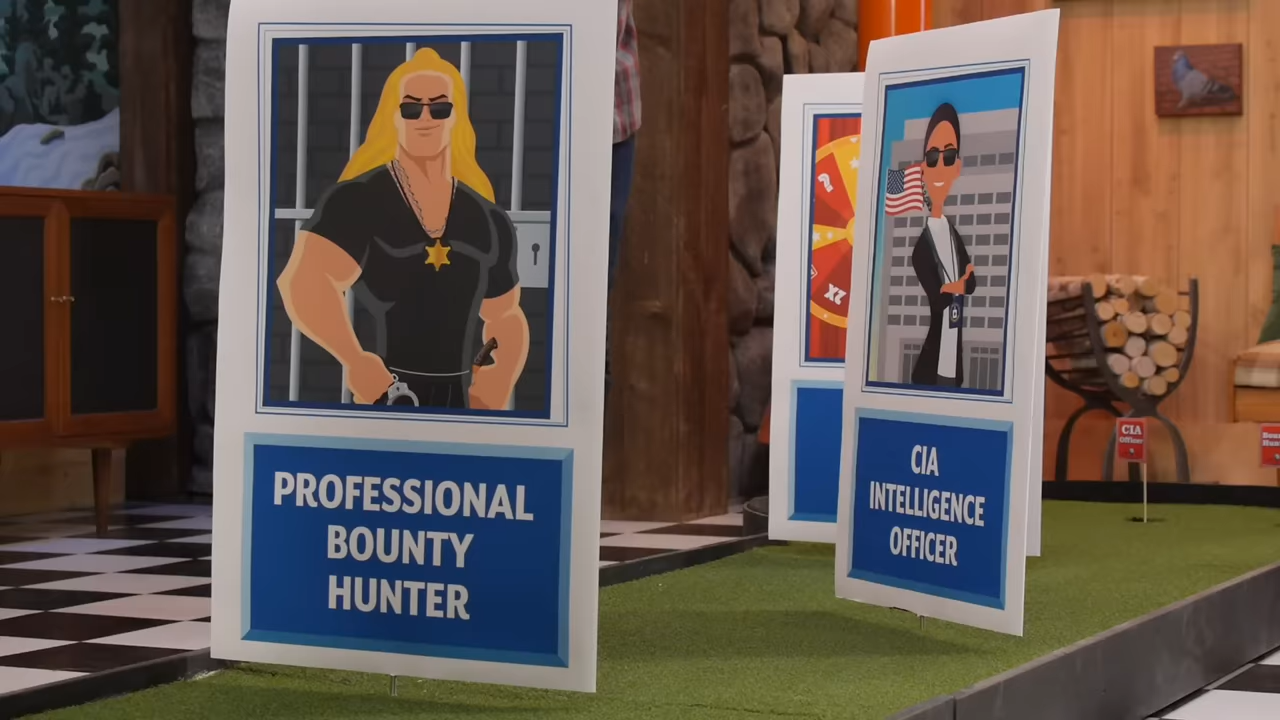 PROFESSIONAL
BOUNTY
HUNTER
CIA
INTELLIGENCE
OFFICER
CIA
Officer